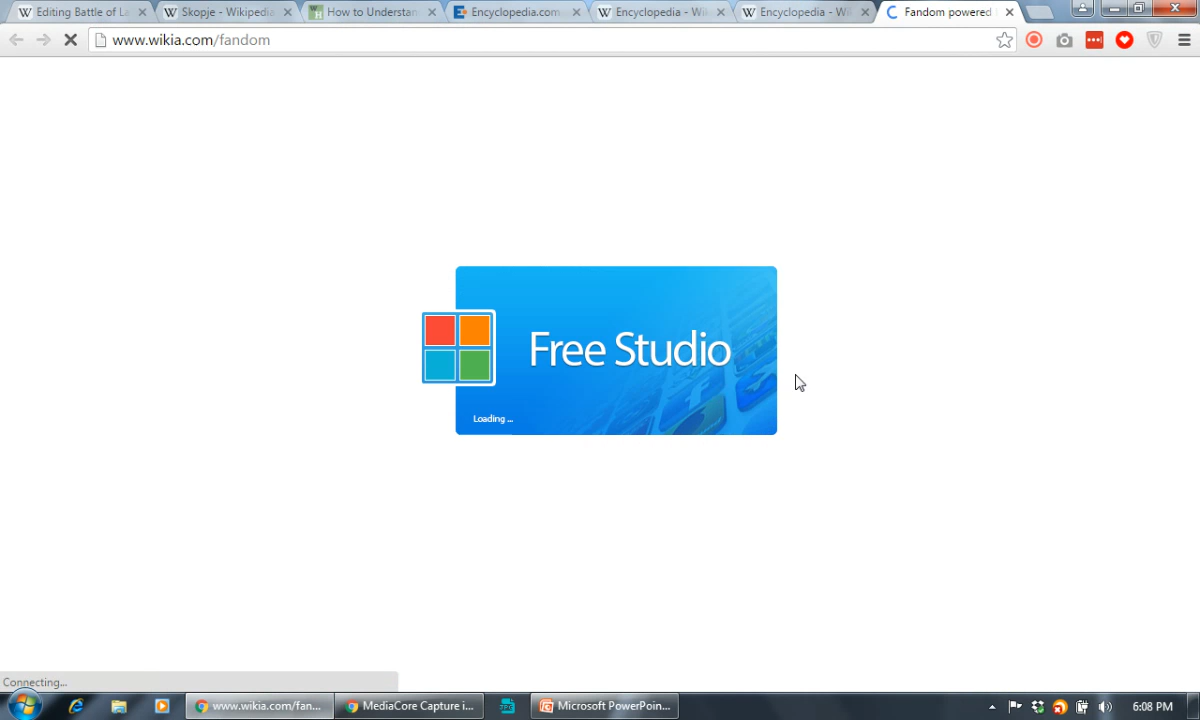 Editing Battle of La
Skopje - Wikipedi
How to Understan
Encyclopedia.com
Encyclopedia - Wi
Encyclopedia - Wi
Fandom powered
www.wikia.com/fandom
Free Studio
Loading ...
Connecting...
www.wikia.com/fan...
MediaCore Capture i...
Microsoft PowerPoin...
6:08 PM